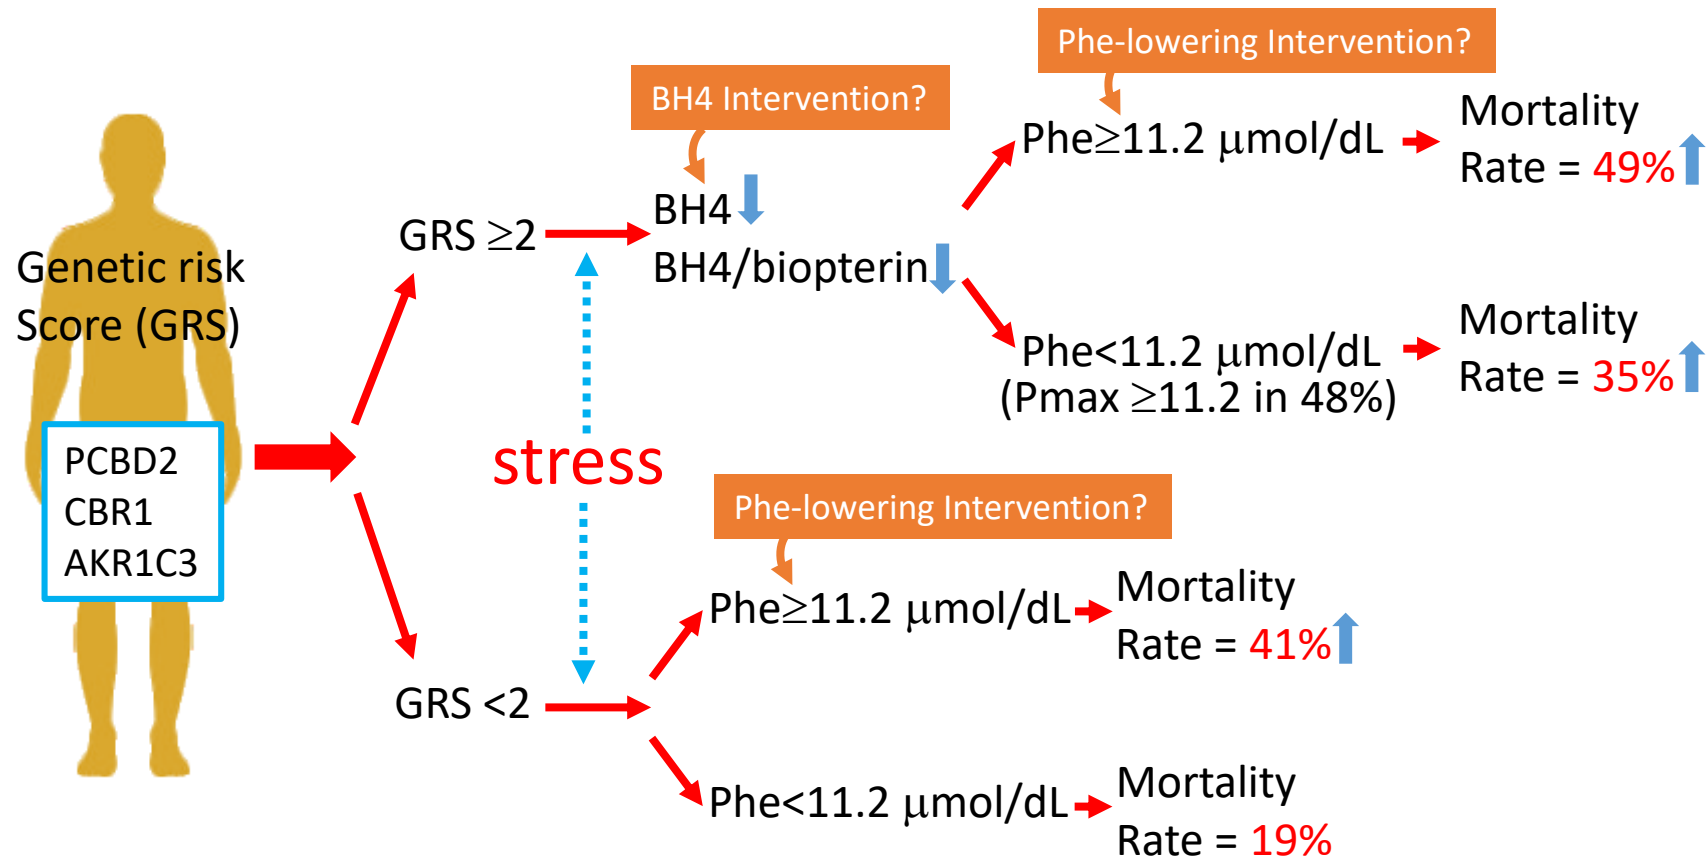 Genetic risk
Score (GRS)
PCBD2
CBR1
AKR1C3
GRS ≥2
stress
GRS <2
BH4 Intervention?
BH4
BH4/biopterin
Phe-lowering Intervention?
Phe≥11.2 μmol/dL
Mortality
Rate = 49%
Phe<11.2 μmol/dL
(Pmax ≥11.2 in 48%)
Mortality
Rate = 35%
Phe-lowering Intervention?
Phe≥11.2 μmol/dL
Mortality
Rate = 41%
Phe<11.2 μmol/dL
Mortality
Rate = 19%